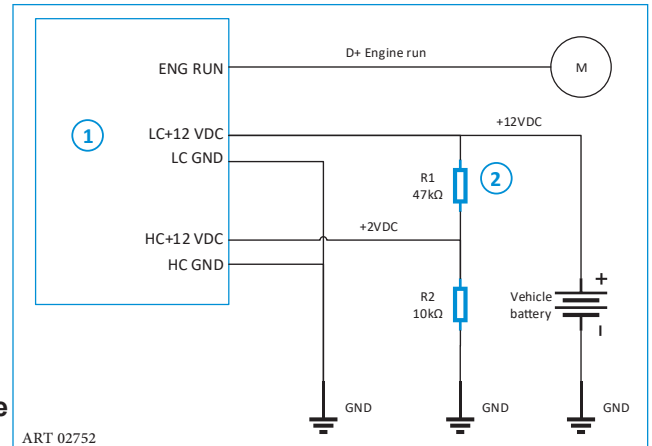 D+ Engine run
ENG RUN
M
+12VDC
1
LC+12 VDC
LC GND
R1
47kΩ
2
+2VDC
HC+12 VDC
HC GND
R2
10kΩ
Vehicle
battery
+
GND
GND
GND
e
ART 02752